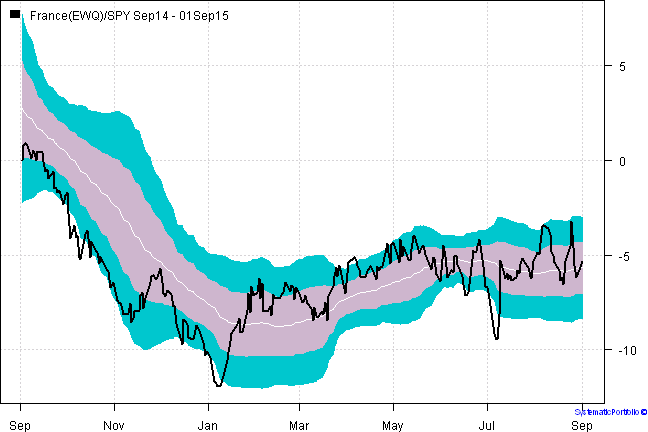 France(EWQ)/SPY Sep14 - 01Sep15
5
0
-5
-10
Sep Nov Jan Mar May Jul Sep
SystematicPortfolio ©